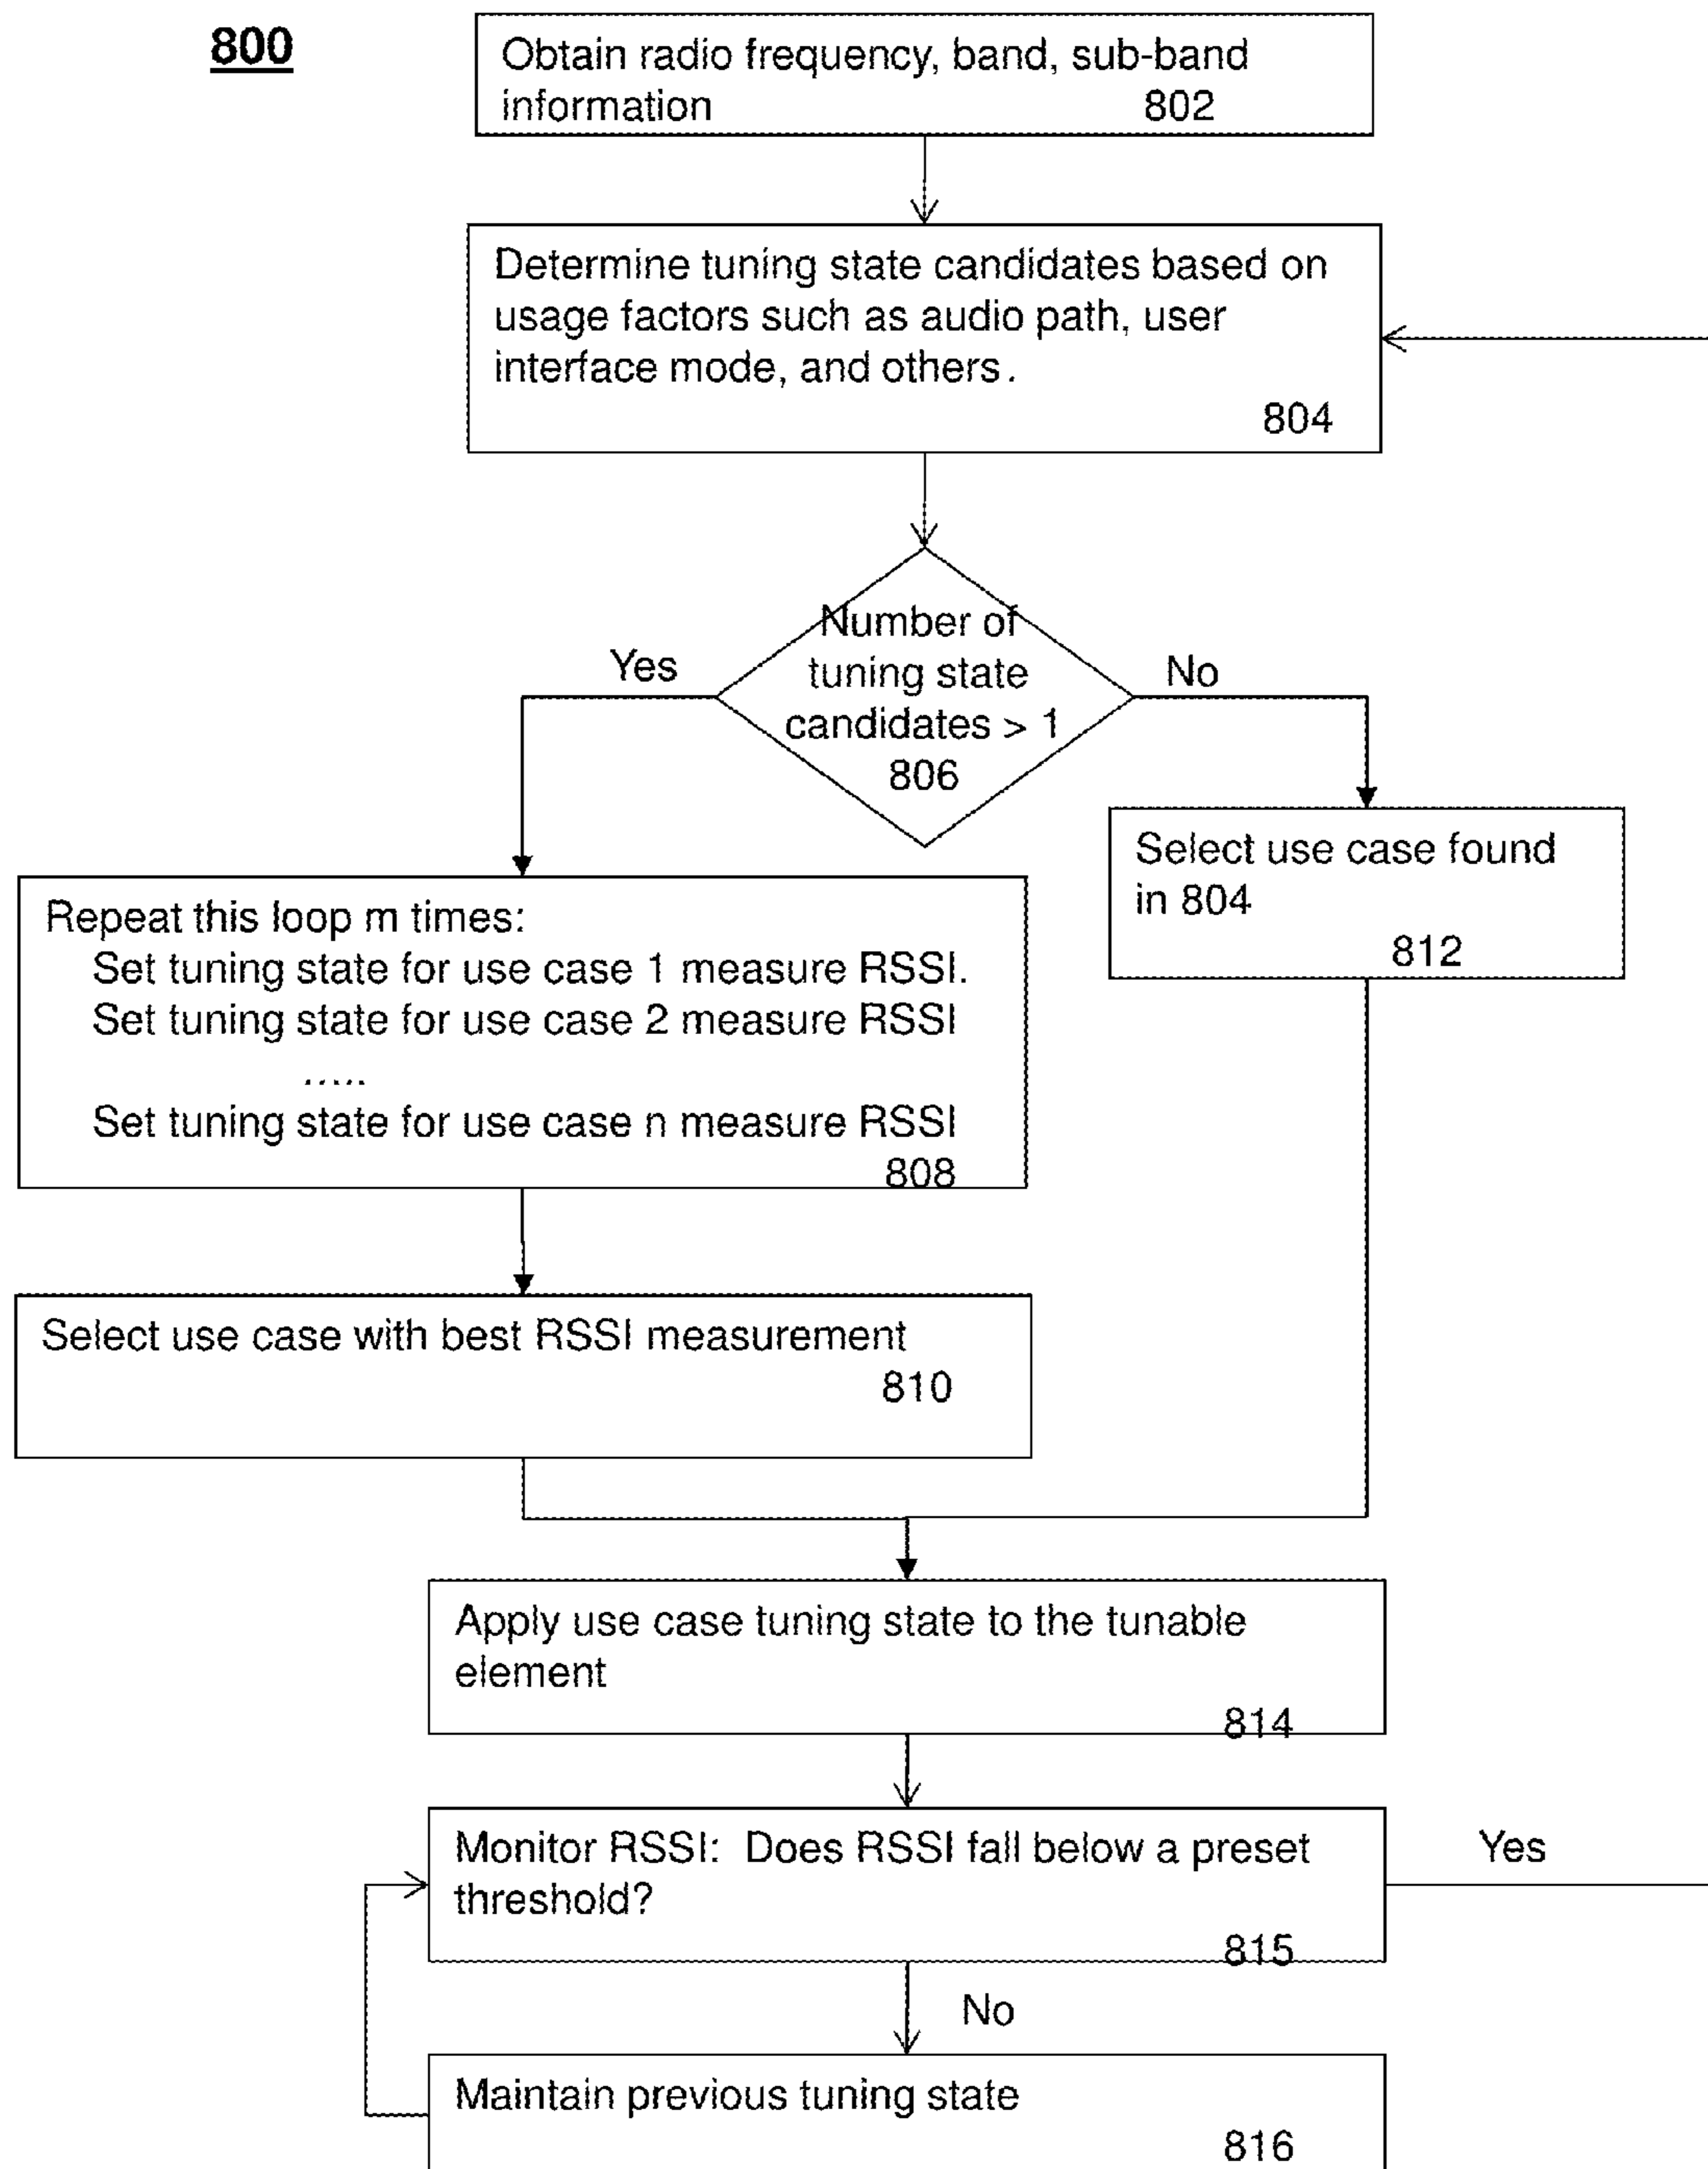 800
Obtain radio frequency, band, sub-band
information 802
Determine tuning state candidates based on
usage factors such as audio path, user
interface mode, and others.
804
Number of
tuning state
candidates > 1
806
Yes
No
Select use case found
in 804
812
Repeat this loop m times:
Set tuning state for use case 1 measure RSSI.
Set tuning state for use case 2 measure RSSI
.....
Set tuning state for use case n measure RSSI
808
Select use case with best RSSI measurement
810
Apply use case tuning state to the tunable
element
814
Monitor RSSI: Does RSSI fall below a preset
threshold?
815
Yes
No
Maintain previous tuning state
816